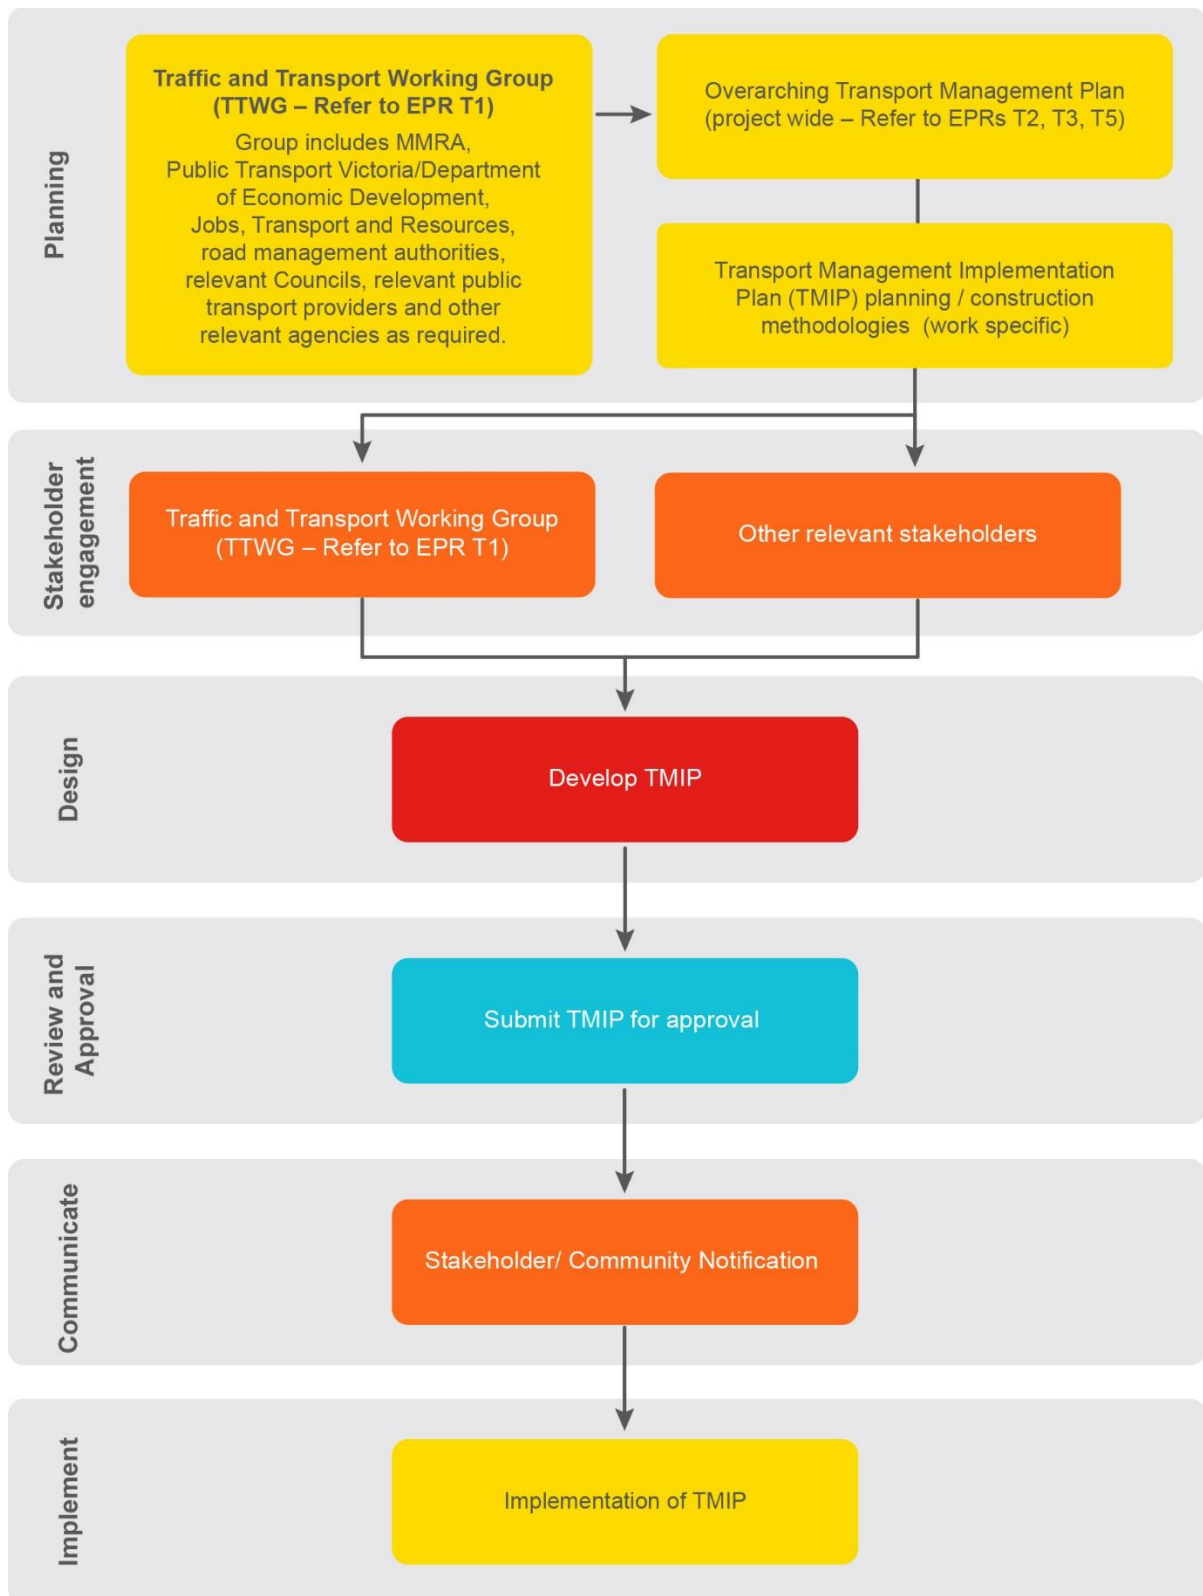 Planning
Traffic and Transport Working Group
(TTWG – Refer to EPR T1)
Group includes MMRA,
Public Transport Victoria/Department
of Economic Development,
Jobs, Transport and Resources,
road management authorities,
relevant Councils, relevant public
transport providers and other
relevant agencies as required.
Overarching Transport Management Plan
(project wide – Refer to EPRs T2, T3, T5)
Transport Management Implementation
Plan (TMIP) planning / construction
methodologies (work specific)
Stakeholder
engagement
Traffic and Transport Working Group
(TTWG – Refer to EPR T1)
Other relevant stakeholders
Design
Develop TMIP
Review and
Approval
Submit TMIP for approval
Communicate
Stakeholder/ Community Notification
Implement
Implementation of TMIP